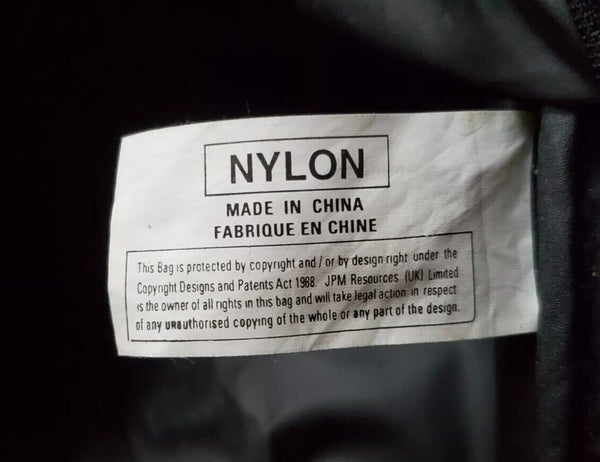 NYLON
MADE IN CHINA
FABRIQUE EN CHINE
This Bag is protected by copyright and / or by design right under the
Copyright Designs and Patents Act 1988. JPM Resources (UK) Limited
is the owner of all rights in this bag and will take legal action in respect
of any unauthorised copying of the whole or any part of the design.